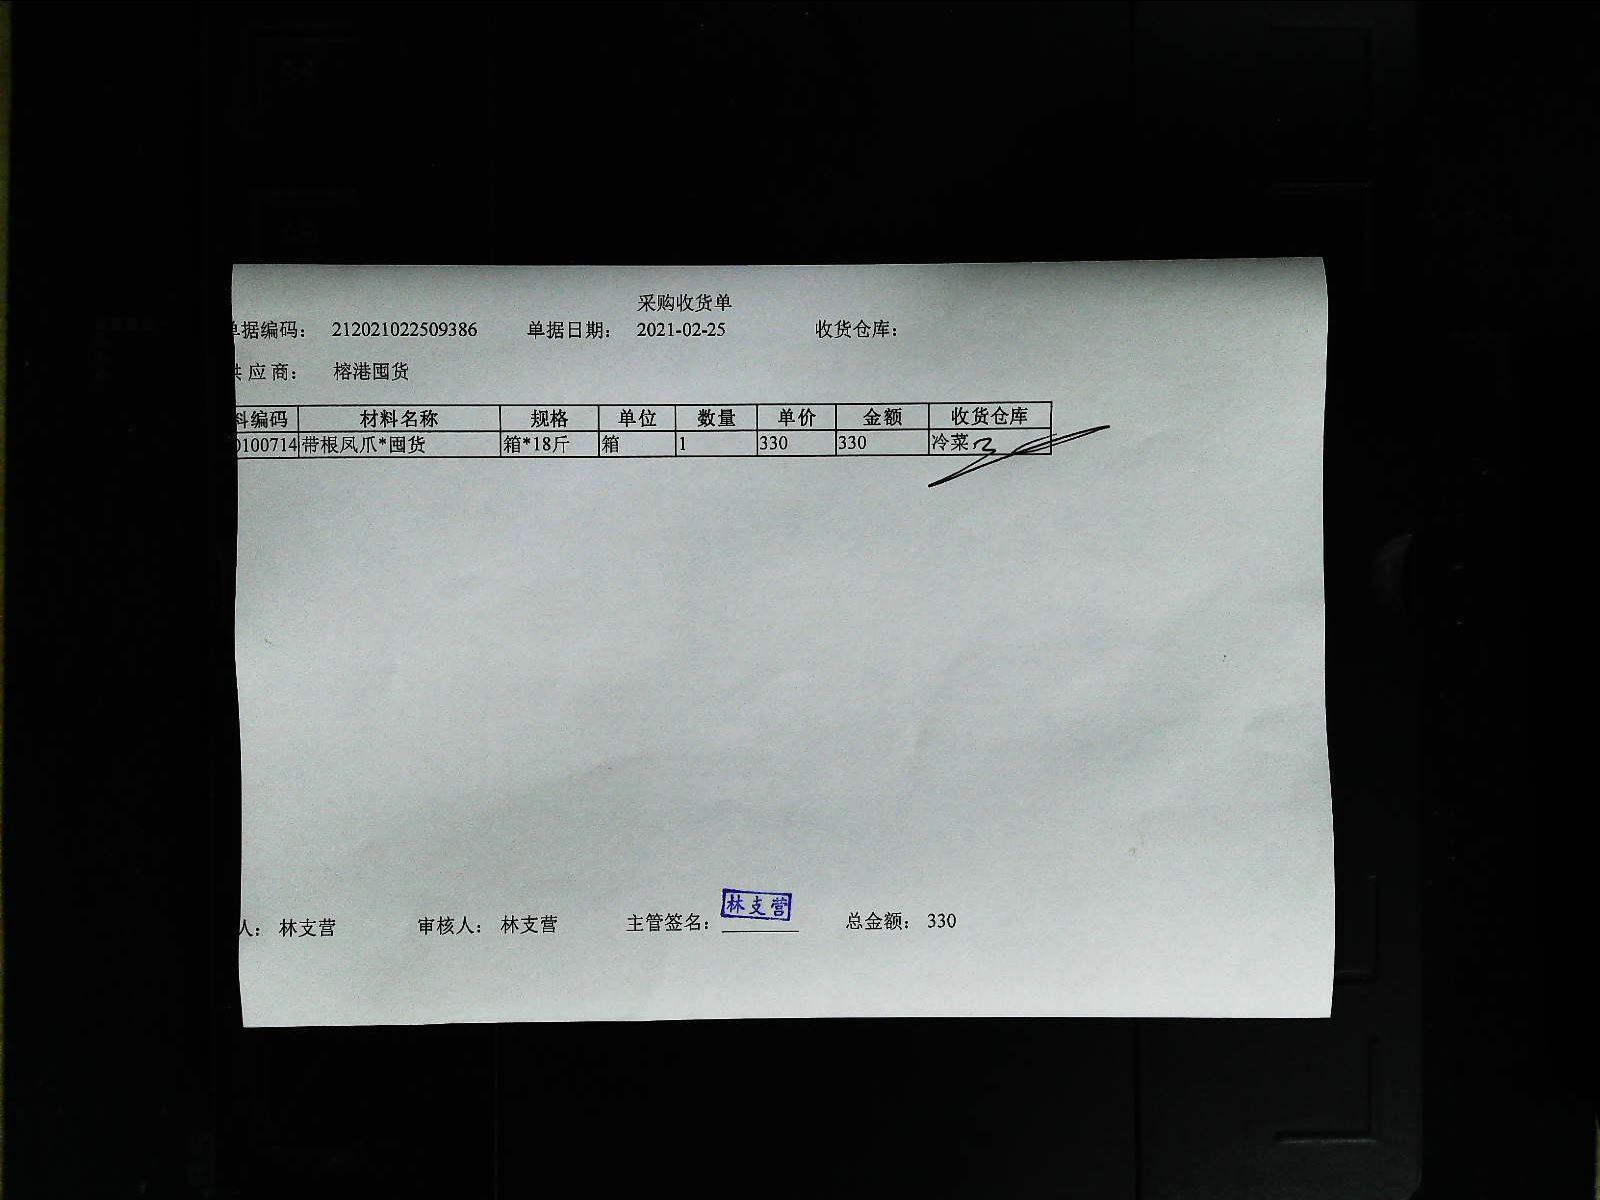 采购收货单
单据编码： 212021022509386 单据日期： 2021-02-25 收货仓库：
供应商： 榕港囤货
料编码 材料名称 规格 单位 数量 单价 金额 收货仓库
0100714 带根凤爪*囤货 箱*18斤 箱 1 330 330 冷菜
人： 林支营 审核人： 林支营 主管签名： 林支营 总金额： 330